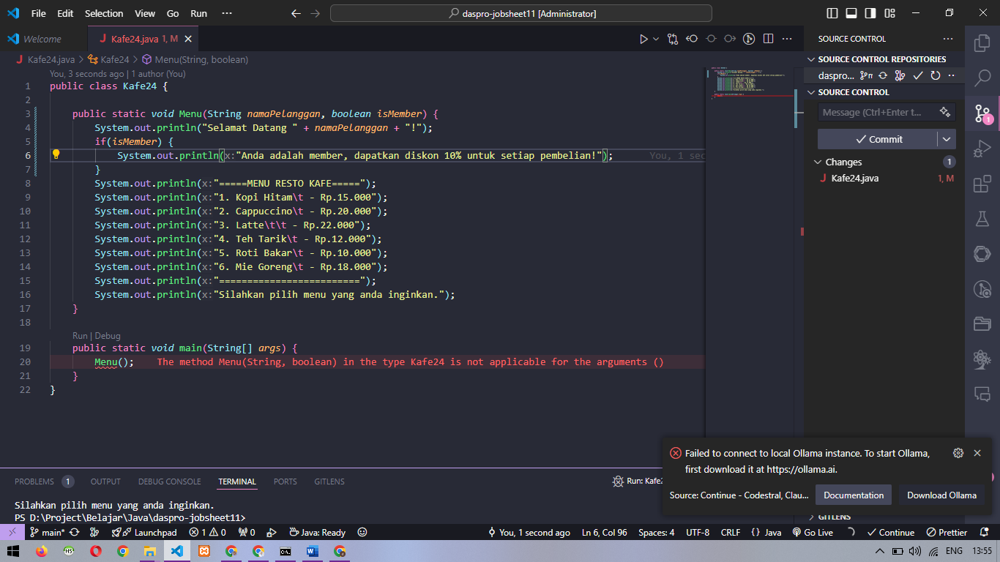 File Edit Selection View Go Run ··· daspro-jobsheet11 [Administrator]
Welcome
J Kafe24.java 1, M
J Kafe24.java > Kafe24 > Menu(String, boolean)
You, 3 seconds ago | 1 author (You)
1 public class Kafe24 {
2
3 public static void Menu(String namaPelanggan, boolean isMember) {
4 System.out.println("Selamat Datang " + namaPelanggan + "!");
5 if(isMember) {
6 System.out.println(x:"Anda adalah member, dapatkan diskon 10% untuk setiap pembelian!"); You, 1 sec
7 }
8 System.out.println(x:"=====MENU RESTO KAFE=====");
9 System.out.println(x:"1. Kopi Hitam\t - Rp.15.000");
10 System.out.println(x:"2. Cappuccino\t - Rp.20.000");
11 System.out.println(x:"3. Latte\t\t - Rp.22.000");
12 System.out.println(x:"4. Teh Tarik\t - Rp.12.000");
13 System.out.println(x:"5. Roti Bakar\t - Rp.10.000");
14 System.out.println(x:"6. Mie Goreng\t - Rp.18.000");
15 System.out.println(x:"=========================");
16 System.out.println(x:"Silahkan pilih menu yang anda inginkan.");
17 }
18
Run | Debug
19 public static void main(String[] args) {
20 Menu(); The method Menu(String, boolean) in the type Kafe24 is not applicable for the arguments ()
21 }
22 }
SOURCE CONTROL
SOURCE CONTROL REPOSITORIES
daspro...
SOURCE CONTROL
Message (Ctrl+Enter t...
Commit
Changes 1
J Kafe24.java 1, M
1
Failed to connect to local Ollama instance. To start Ollama,
first download it at https://ollama.ai.
Source: Continue - Codestral, Clau... Documentation Download Ollama
GITLENS
PROBLEMS 1 OUTPUT DEBUG CONSOLE TERMINAL PORTS GITLENS
Run: Kafe2
Silahkan pilih menu yang anda inginkan.
PS D:\Project\Belajar\Java\daspro-jobsheet11>
main* Launchpad 1 0 0 Java: Ready You, 1 second ago Ln 6, Col 96 Spaces: 4 UTF-8 CRLF {} Java Go Live Continue Prettier
HS ENG 13:55